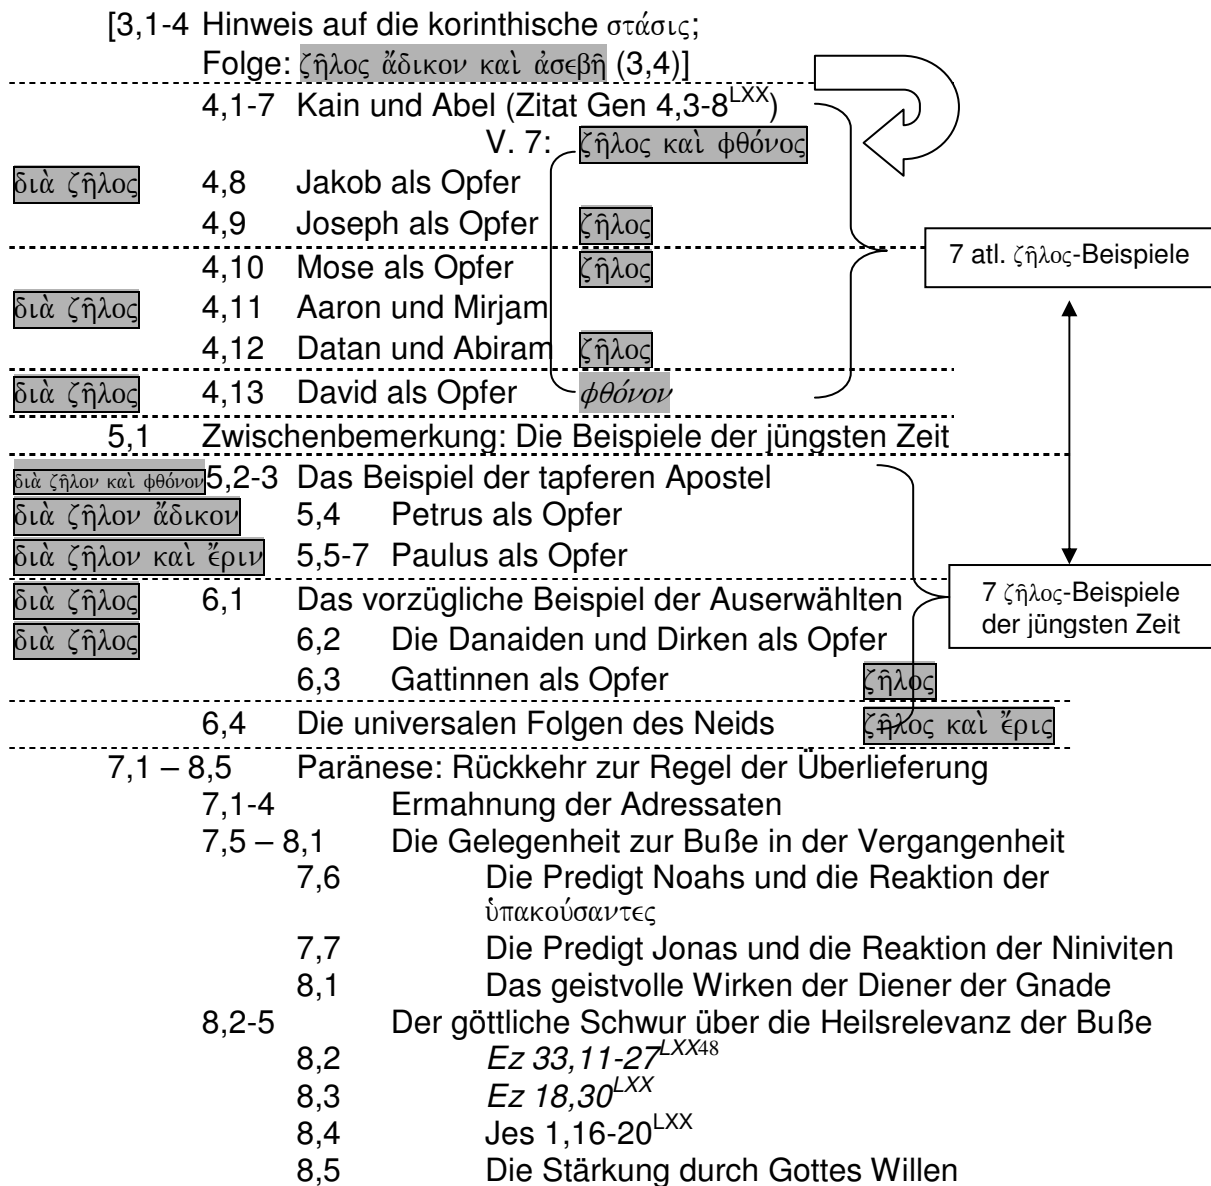 [3,1-4 Hinweis auf die korinthische στάσις;
Folge: ζῆλος ἄδικον καὶ ἀσεβῆ (3,4)]
4,1-7 Kain und Abel (Zitat Gen 4,3-8LXX)
V. 7: ζῆλος καὶ φθόνος
διὰ ζῆλος 4,8 Jakob als Opfer
4,9 Joseph als Opfer ζῆλος
4,10 Mose als Opfer ζῆλος
7 atl. ζῆλος-Beispiele
διὰ ζῆλος 4,11 Aaron und Mirjam
4,12 Datan und Abiram ζῆλος
διὰ ζῆλος 4,13 David als Opfer φθόνον
5,1 Zwischenbemerkung: Die Beispiele der jüngsten Zeit
διὰ ζῆλον καὶ φθόνον 5,2-3 Das Beispiel der tapferen Apostel
διὰ ζῆλον ἄδικον 5,4 Petrus als Opfer
διὰ ζῆλον καὶ ἔριν 5,5-7 Paulus als Opfer
διὰ ζῆλος 6,1 Das vorzügliche Beispiel der Auserwählten
7 ζῆλος-Beispiele
der jüngsten Zeit
διὰ ζῆλος 6,2 Die Danaiden und Dirken als Opfer
6,3 Gattinnen als Opfer ζῆλος
6,4 Die universalen Folgen des Neids ζῆλος καὶ ἔρις
7,1 – 8,5 Paränese: Rückkehr zur Regel der Überlieferung
7,1-4 Ermahnung der Adressaten
7,5 – 8,1 Die Gelegenheit zur Buße in der Vergangenheit
7,6 Die Predigt Noahs und die Reaktion der
ὑπακούσαντες
7,7 Die Predigt Jonas und die Reaktion der Niniviten
8,1 Das geistvolle Wirken der Diener der Gnade
8,2-5 Der göttliche Schwur über die Heilsrelevanz der Buße
8,2 Ez 33,11-27LXX48
8,3 Ez 18,30LXX
8,4 Jes 1,16-20LXX
8,5 Die Stärkung durch Gottes Willen